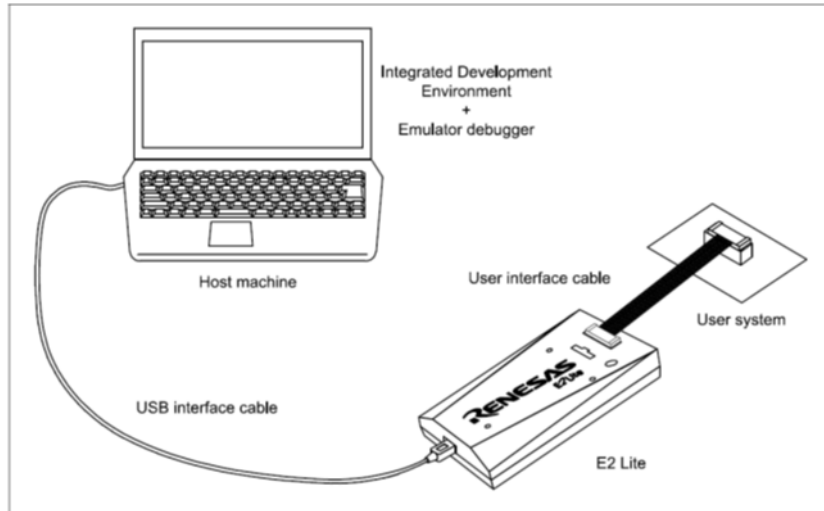 Integrated Development
Environment
+
Emulator debugger
Host machine
User interface cable
User system
RENESAS
E2 Lite
USB interface cable
E2 Lite